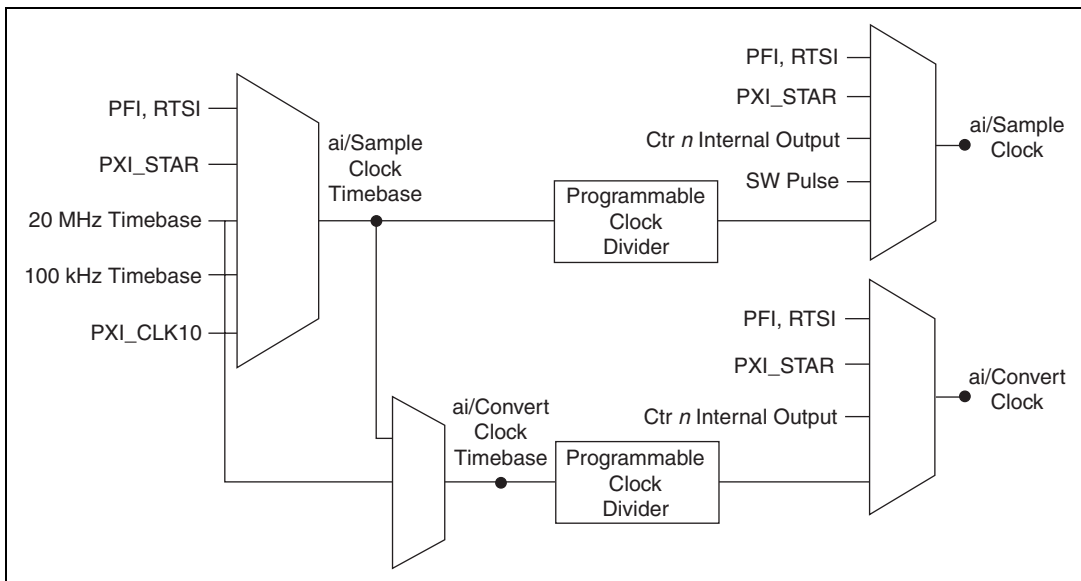 PFI, RTSI
PXI_STAR
20 MHz Timebase
100 kHz Timebase
PXI_CLK10
ai/Sample
Clock
Timebase
Programmable
Clock
Divider
PFI, RTSI
PXI_STAR
Ctr n Internal Output
SW Pulse
ai/Sample
Clock
ai/Convert
Clock
Timebase
Programmable
Clock
Divider
PFI, RTSI
PXI_STAR
Ctr n Internal Output
ai/Convert
Clock